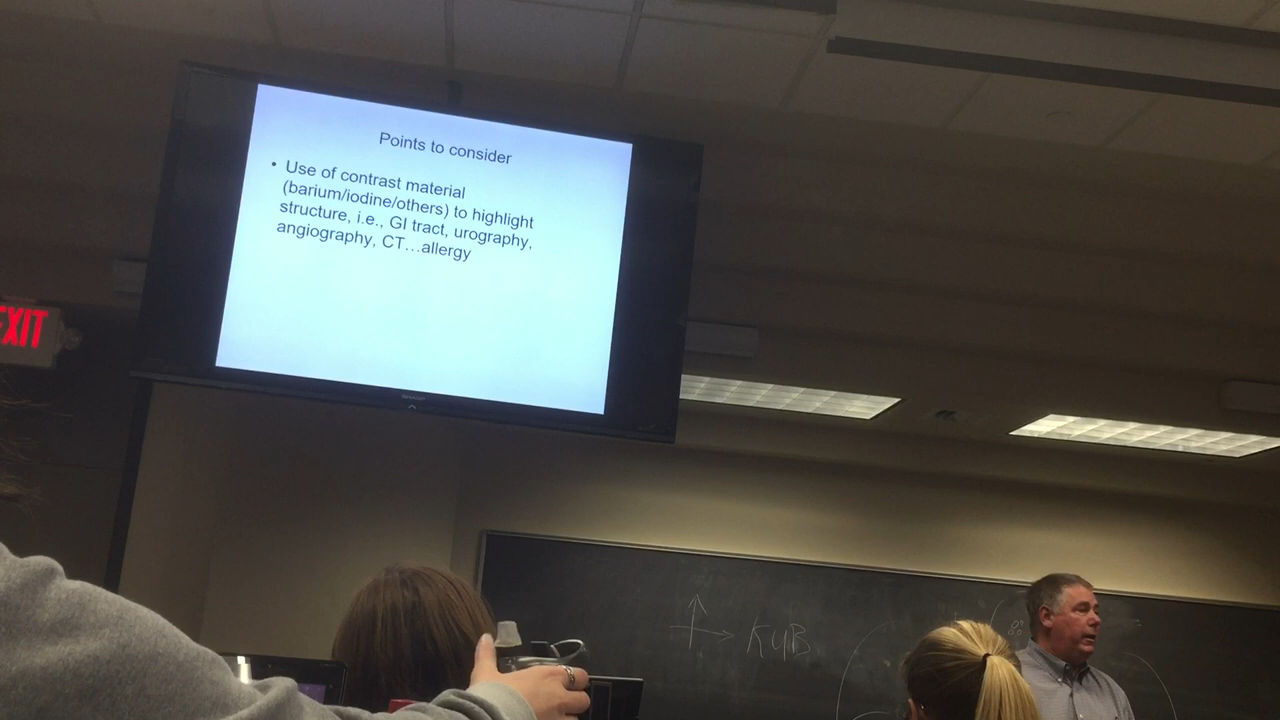 Points to consider
• Use of contrast material
(barium/iodine/others) to highlight
structure, i.e., GI tract, urography,
angiography, CT...allergy
SHARP
EXIT
KUB